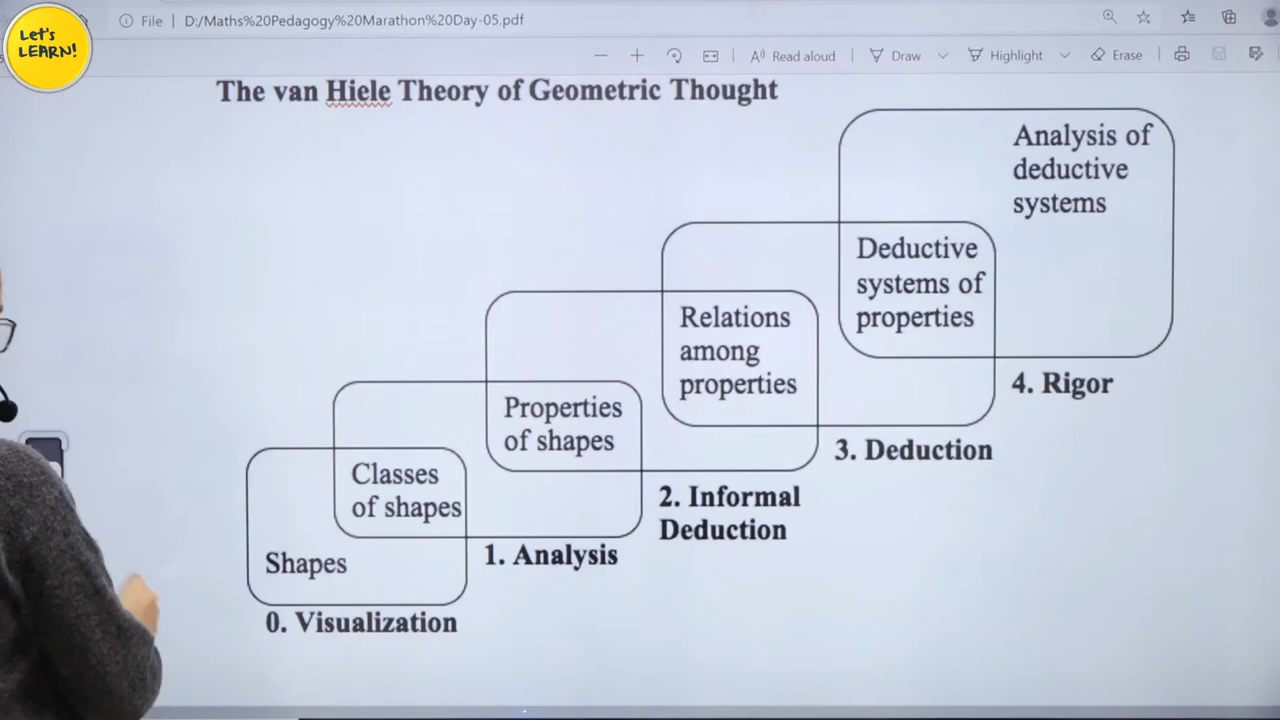 Let's
LEARN!
File
D:/Maths%20Pedagogy%20Marathon%20Day-05.pdf
Read aloud
Draw
Highlight
Erase
The van Hiele Theory of Geometric Thought
Analysis of
deductive
systems
Deductive
systems of
properties
4. Rigor
Relations
among
properties
3. Deduction
Properties
of shapes
2. Informal
Deduction
Classes
of shapes
1. Analysis
Shapes
0. Visualization